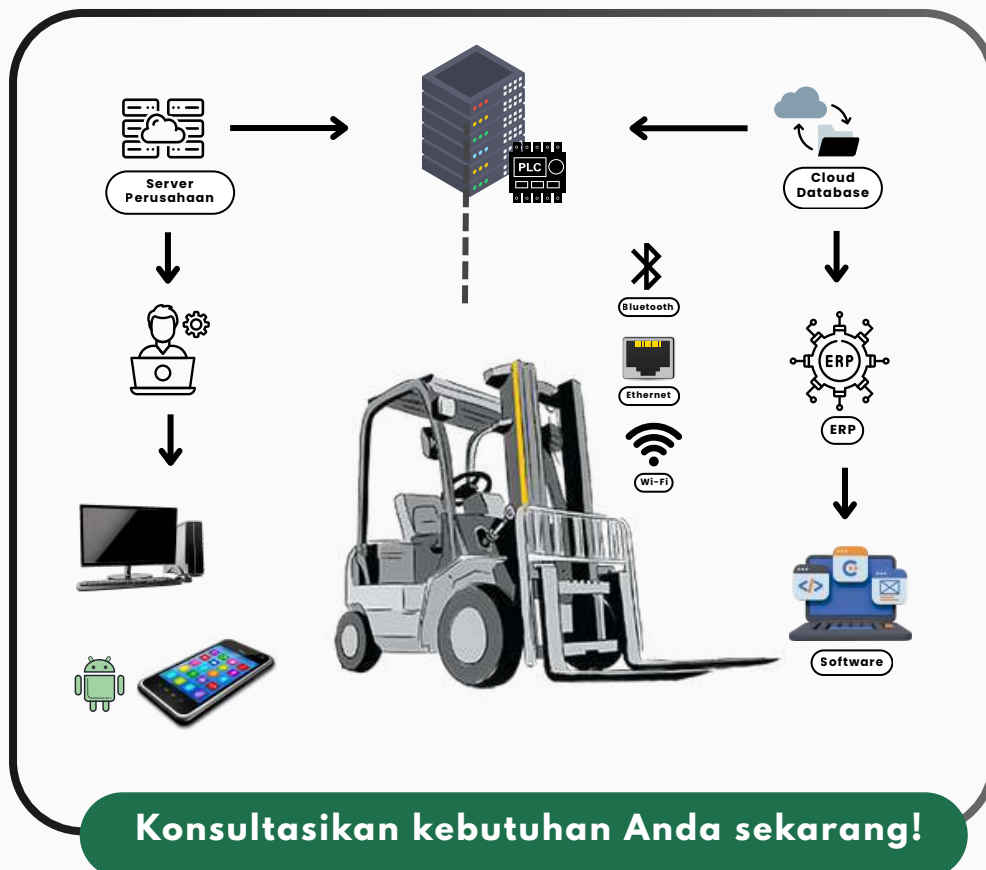 Server
Perusahaan
PLC
Cloud
Database
Bluetooth
Ethernet
Wi-Fi
ERP
ERP
</>
C
Software
Konsultasikan kebutuhan Anda sekarang!